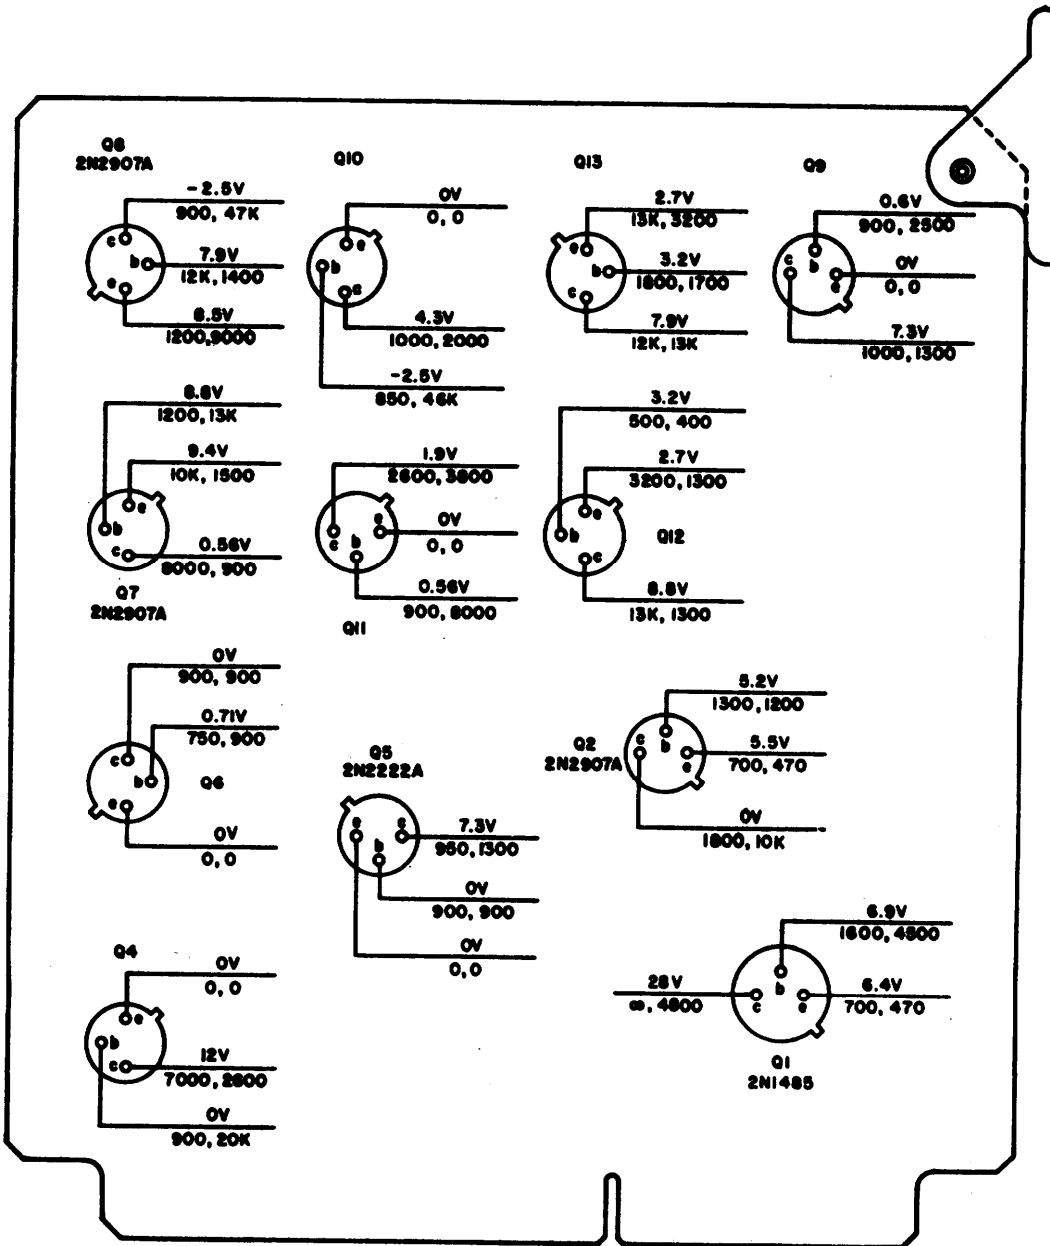 Q8
2N2907A
-2.5V
900, 47K
c
b
7.9V
12K, 1400
e
8.5V
1200, 9000
Q10
0V
0, 0
e
b
c
4.3V
1000, 2000
-2.5V
850, 46K
Q13
2.7V
13K, 3200
e
b
3.2V
1800, 1700
c
7.9V
12K, 13K
Q9
0.6V
900, 2500
c
b
e
0V
0, 0
7.3V
1000, 1300
8.8V
1200, 13K
9.4V
10K, 1500
e
b
c
0.56V
8000, 900
Q7
2N2907A
1.9V
2600, 3800
c
b
e
0V
0, 0
0.56V
900, 8000
Q11
3.2V
500, 400
2.7V
3200, 1300
e
b
c
Q12
8.8V
13K, 1300
0V
900, 900
0.71V
750, 900
c
b
e
Q6
0V
0, 0
Q5
2N2222A
e
b
c
7.3V
950, 1300
0V
900, 900
0V
0, 0
Q2
2N2907A
5.2V
1300, 1200
c
b
e
5.5V
700, 470
0V
1800, 10K
Q4
0V
0, 0
e
b
c
12V
7000, 2600
0V
900, 20K
6.9V
1600, 4500
28V
∞, 4800
c
b
e
6.4V
700, 470
Q1
2N1485